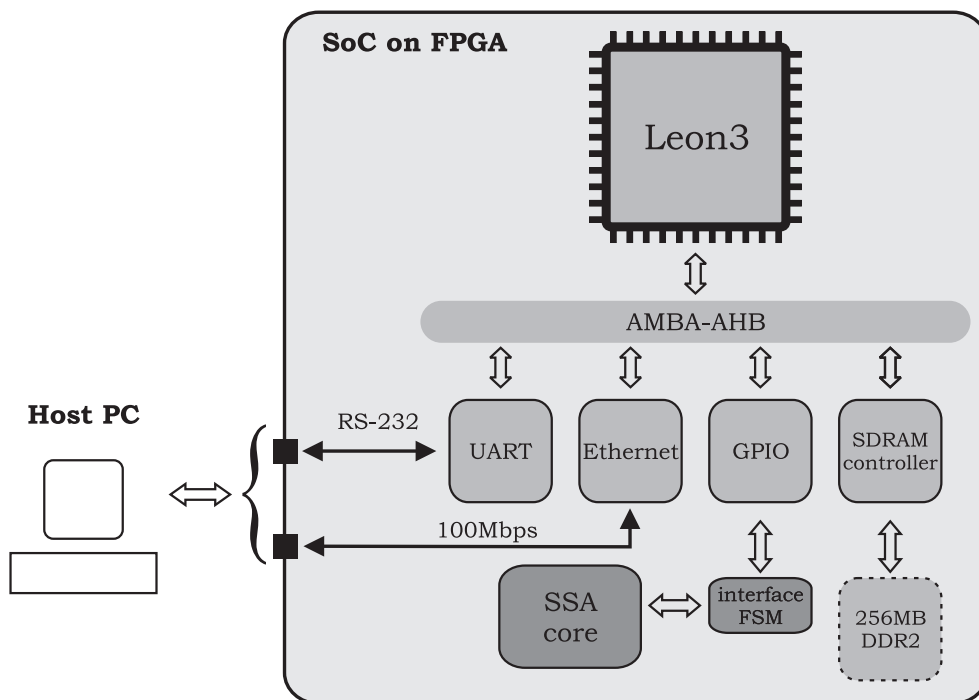 SoC on FPGA
Leon3
AMBA-AHB
Host PC
RS-232
UART
Ethernet
GPIO
SDRAM
controller
100Mbps
SSA
core
interface
FSM
256MB
DDR2